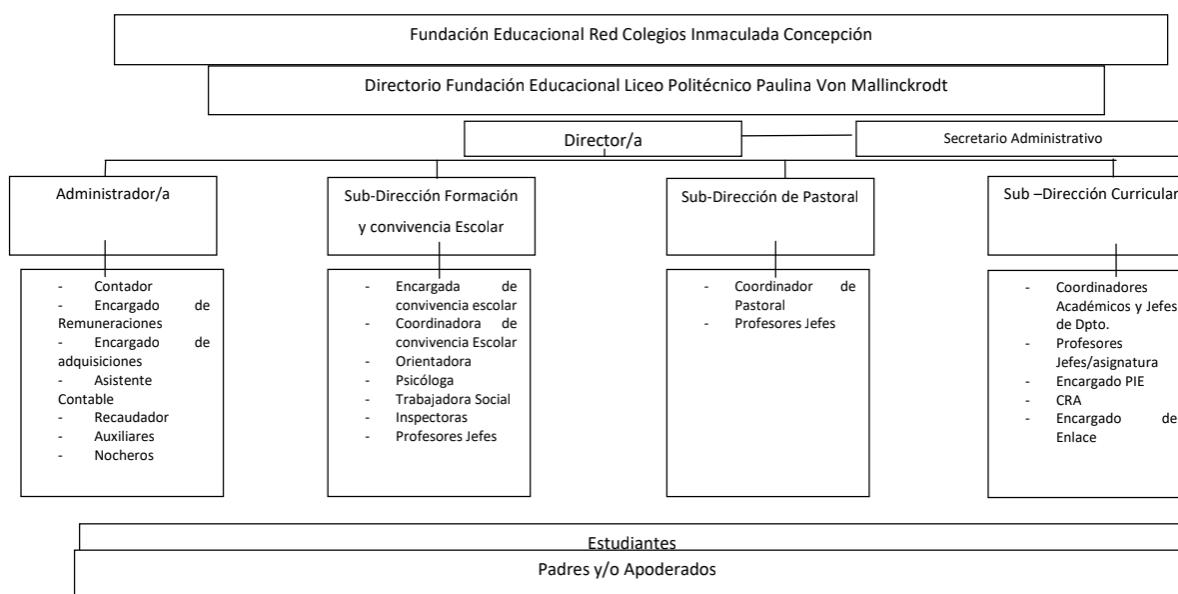 Fundación Educacional Red Colegios Inmaculada Concepción
Directorio Fundación Educacional Liceo Politécnico Paulina Von Mallinckrodt
Director/a
Secretario Administrativo
Administrador/a
Sub-Dirección Formación
y convivencia Escolar
Sub-Dirección de Pastoral
Sub –Dirección Curricular
- Contador
- Encargado de
Remuneraciones
- Encargado de
adquisiciones
- Asistente
Contable
- Recaudador
- Auxiliares
- Nocheros
- Encargada de
convivencia escolar
- Coordinadora de
convivencia Escolar
- Orientadora
- Psicóloga
- Trabajadora Social
- Inspectoras
- Profesores Jefes
- Coordinador de
Pastoral
- Profesores Jefes
- Coordinadores
Académicos y Jefes
de Dpto.
- Profesores
Jefes/asignatura
- Encargado PIE
- CRA
- Encargado de
Enlace
Estudiantes
Padres y/o Apoderados